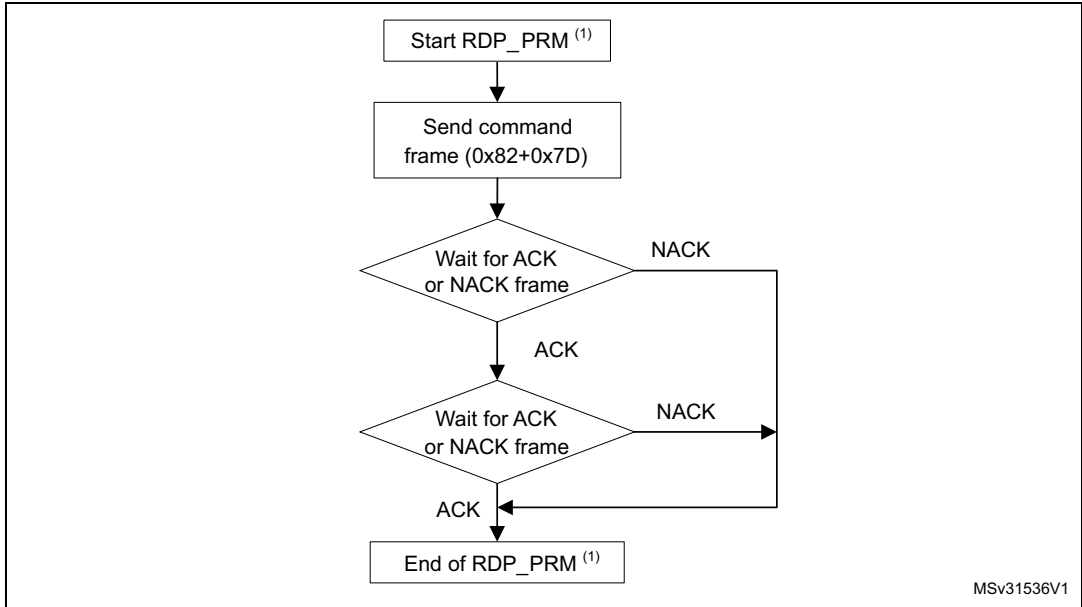 Start RDP_PRM (1)
Send command
frame (0x82+0x7D)
Wait for ACK
or NACK frame
NACK
ACK
Wait for ACK
or NACK frame
NACK
ACK
End of RDP_PRM (1)
MSv31536V1